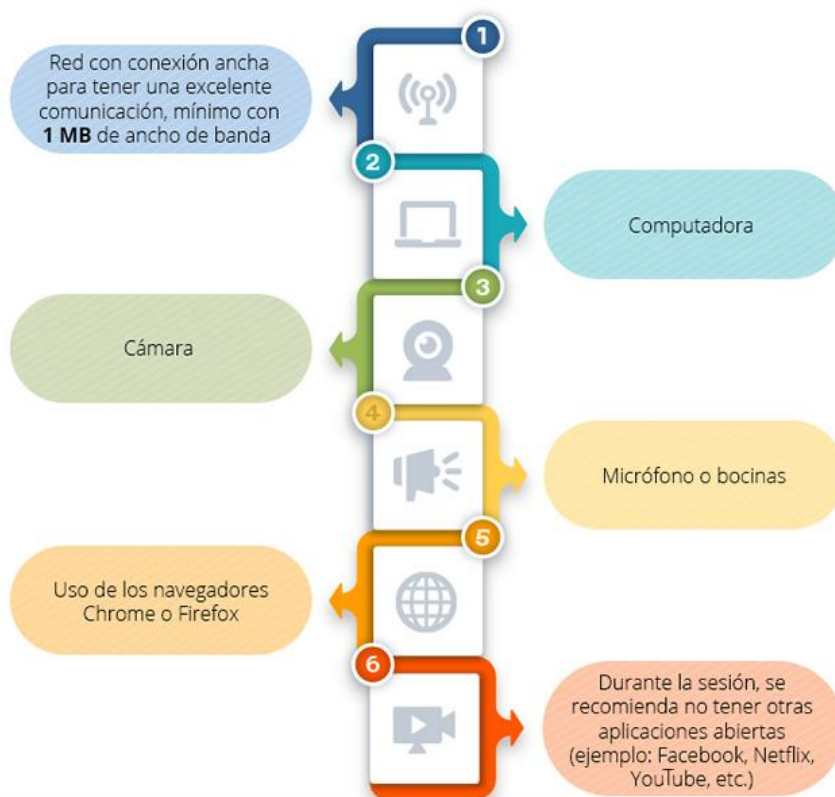 1
Red con conexión ancha
para tener una excelente
comunicación, mínimo con
1 MB de ancho de banda
2
Computadora
3
Cámara
4
Micrófono o bocinas
5
Uso de los navegadores
Chrome o Firefox
6
Durante la sesión, se
recomienda no tener otras
aplicaciones abiertas
(ejemplo: Facebook, Netflix,
YouTube, etc.)